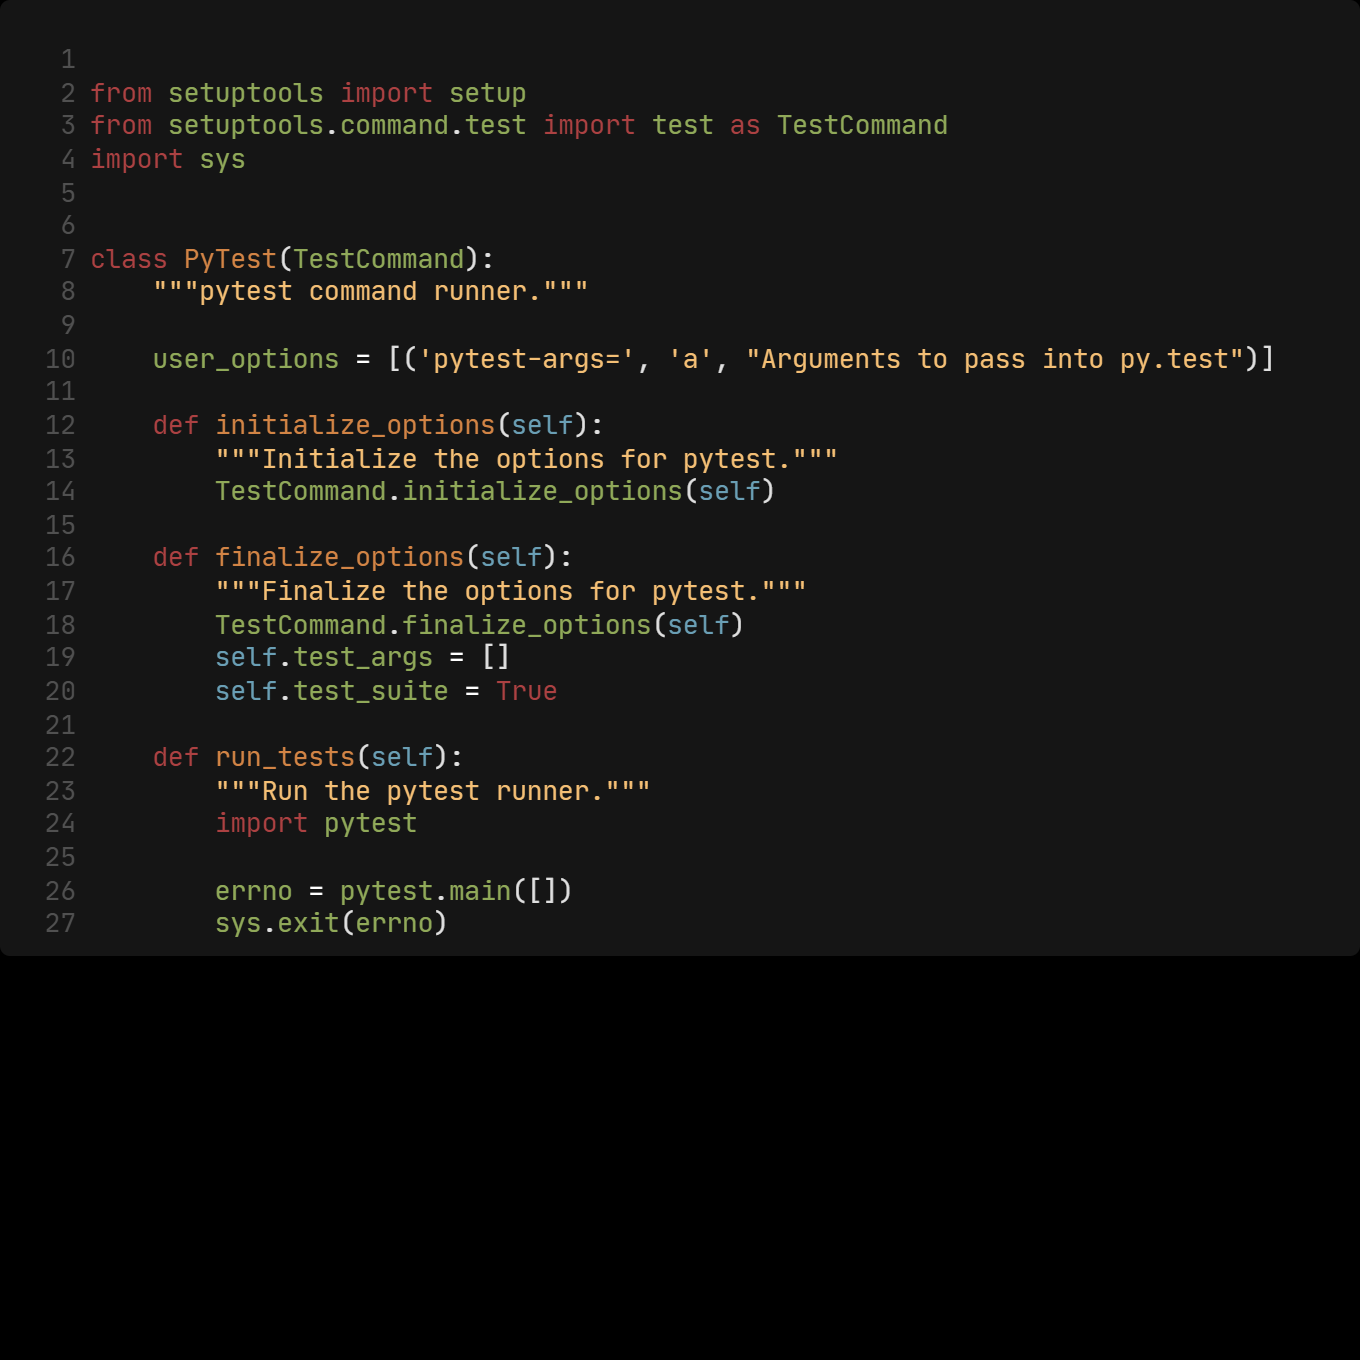 1
2 from setuptools import setup
3 from setuptools.command.test import test as TestCommand
4 import sys
5
6
7 class PyTest(TestCommand):
8     """pytest command runner."""
9
10     user_options = [('pytest-args=', 'a', "Arguments to pass into py.test")]
11
12     def initialize_options(self):
13         """Initialize the options for pytest."""
14         TestCommand.initialize_options(self)
15
16     def finalize_options(self):
17         """Finalize the options for pytest."""
18         TestCommand.finalize_options(self)
19         self.test_args = []
20         self.test_suite = True
21
22     def run_tests(self):
23         """Run the pytest runner."""
24         import pytest
25
26         errno = pytest.main([])
27         sys.exit(errno)